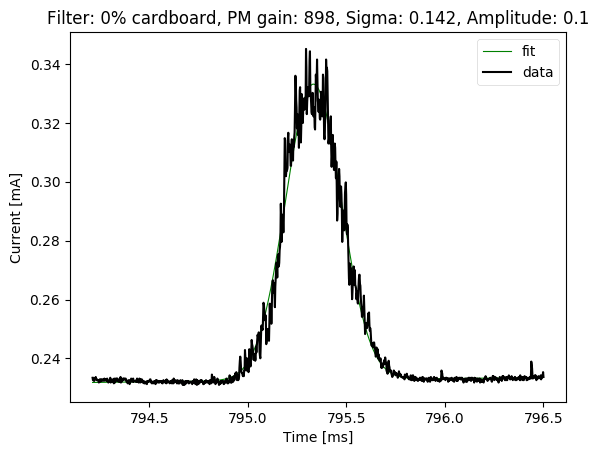 Filter: 0% cardboard, PM gain: 898, Sigma: 0.142, Amplitude: 0.1
fit
data
0.34
0.32
0.30
0.28
0.26
0.24
Current [mA]
794.5
795.0
795.5
796.0
796.5
Time [ms]